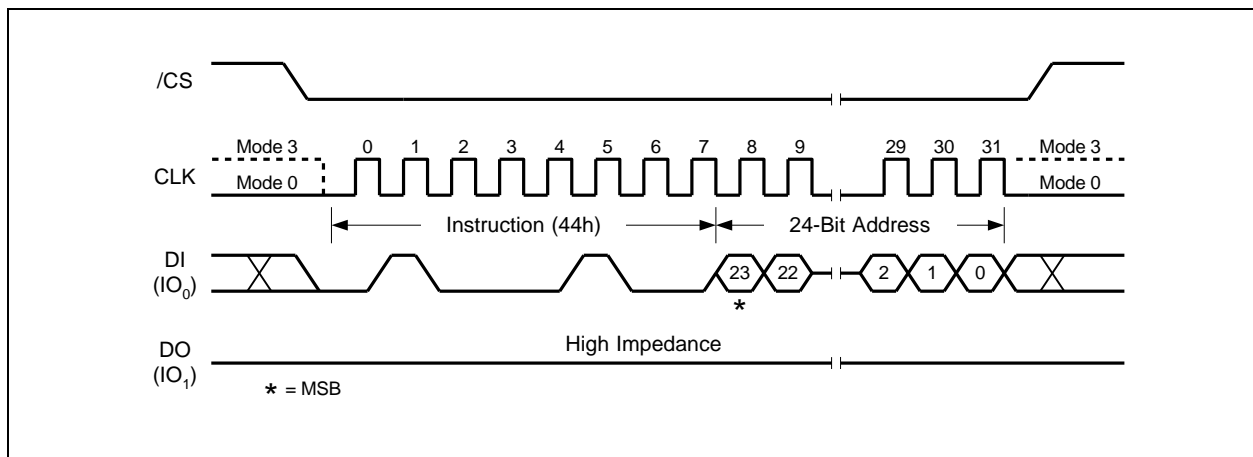 /CS
Mode 3 0 1 2 3 4 5 6 7 8 9 29 30 31 Mode 3
CLK Mode 0 Mode 0
Instruction (44h) 24-Bit Address
DI
(IO0) 23 22 2 1 0
*
High Impedance
DO
(IO1)
* = MSB